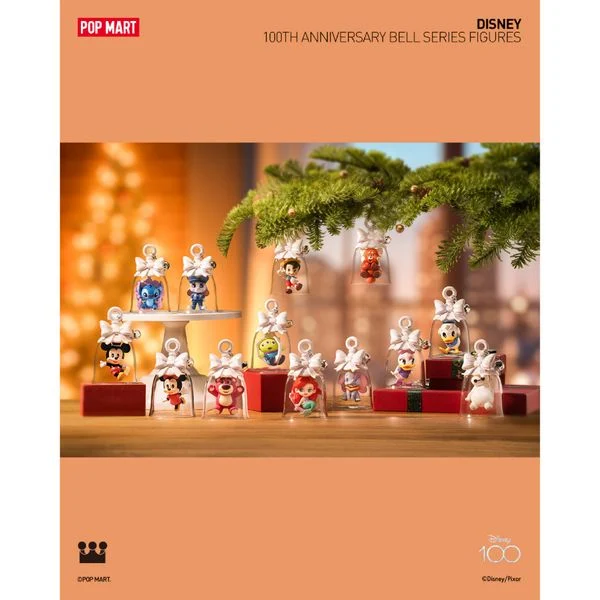 POP MART
DISNEY
100TH ANNIVERSARY BELL SERIES FIGURES
©POP MART.
Disney
100
©Disney/Pixar